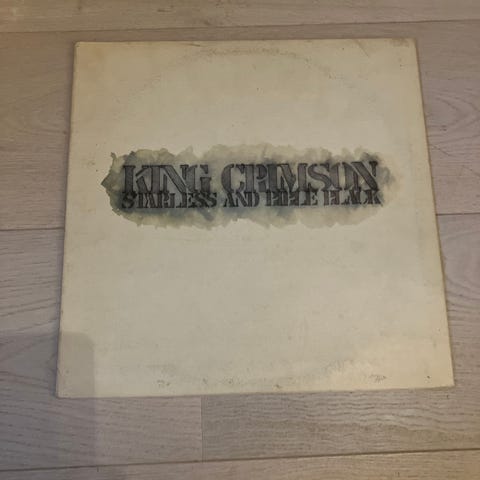 KING CRIMSON
STARLESS AND BIBLE BLACK